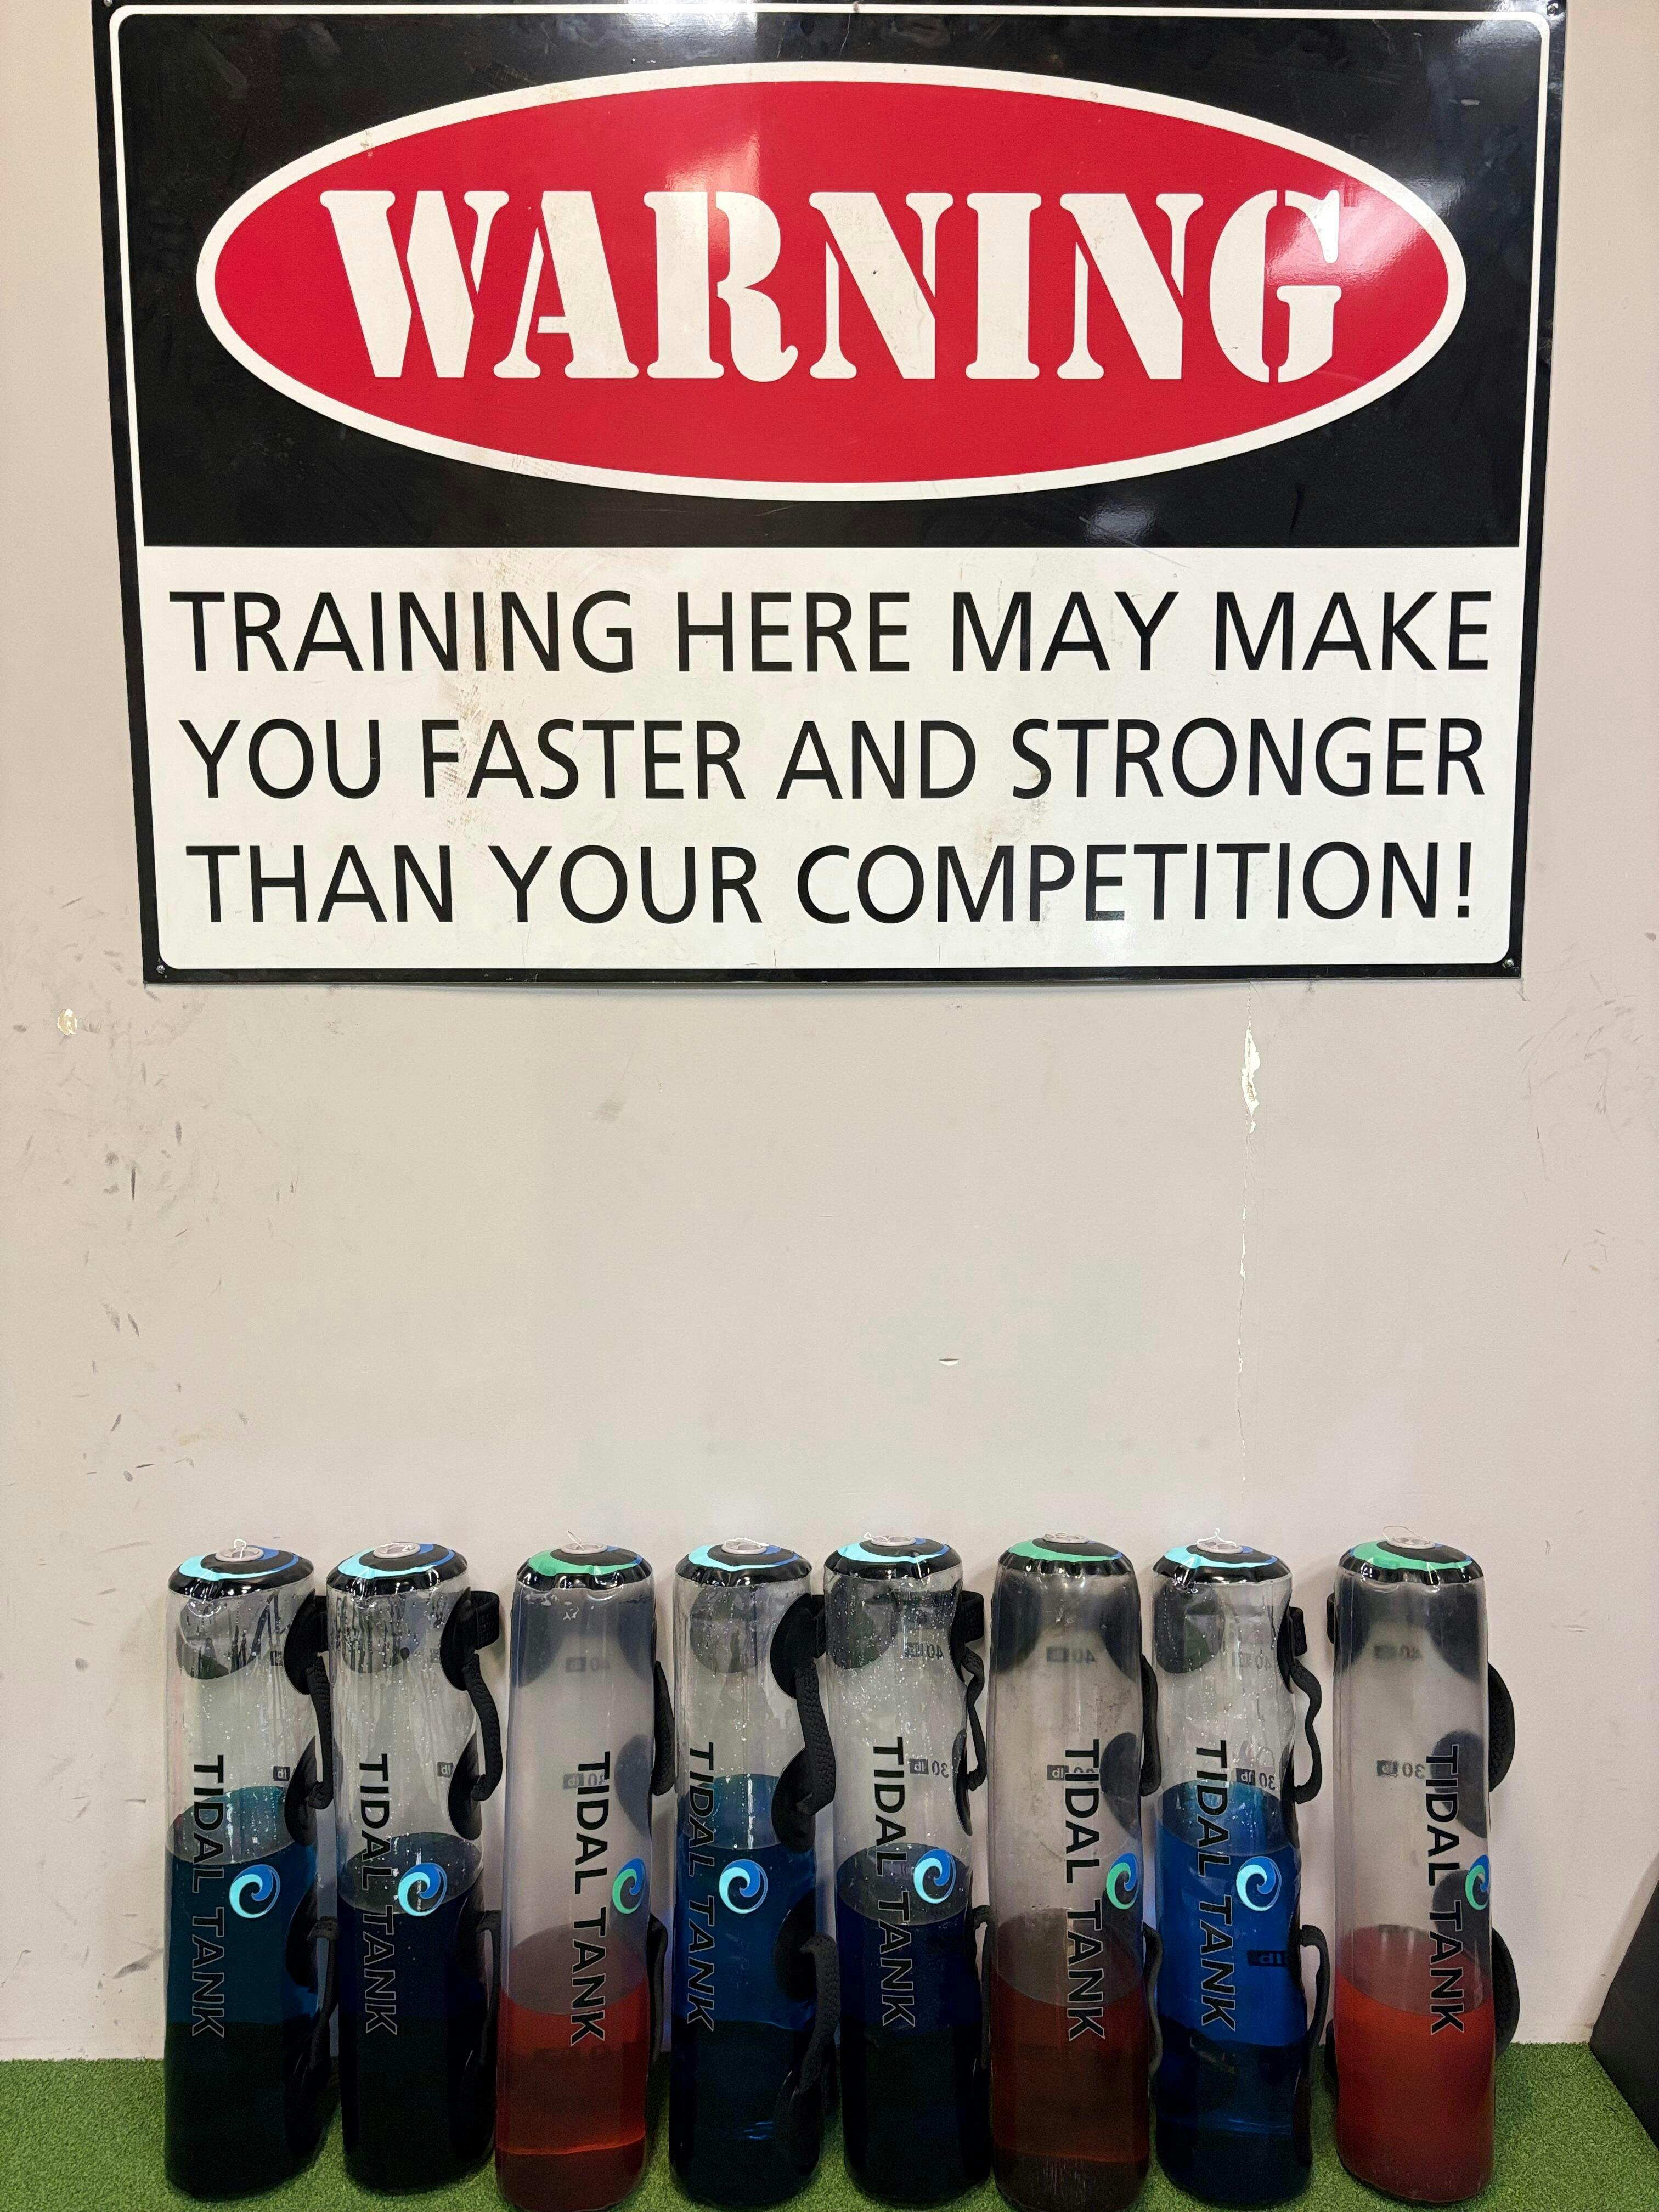 WARNING
TRAINING HERE MAY MAKE
YOU FASTER AND STRONGER
THAN YOUR COMPETITION!
TIDAL TANK
TIDAL TANK
TIDAL TANK
TIDAL TANK
TIDAL TANK
TIDAL TANK
TIDAL TANK
TIDAL TANK